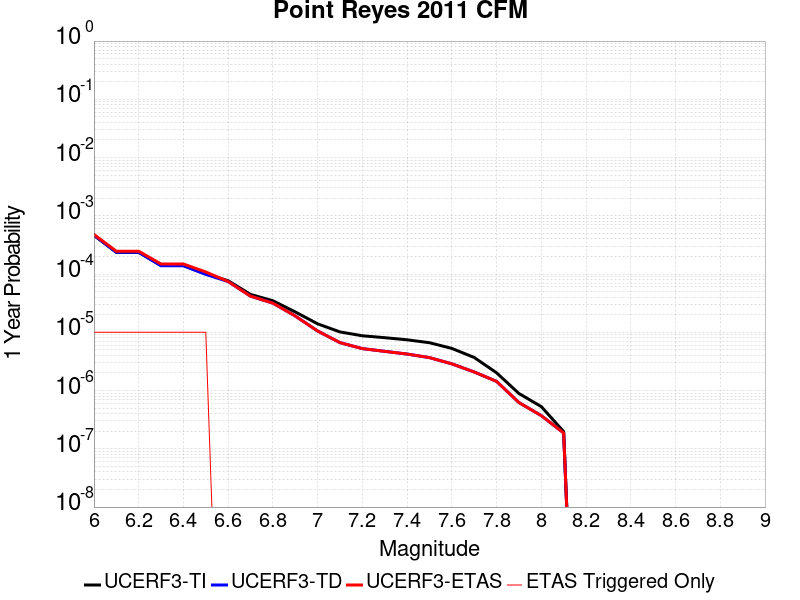 Point Reyes 2011 CFM
10^0
10^-1
10^-2
10^-3
10^-4
10^-5
10^-6
10^-7
10^-8
1 Year Probability
6 6.2 6.4 6.6 6.8 7 7.2 7.4 7.6 7.8 8 8.2 8.4 8.6 8.8 9
Magnitude
UCERF3-TI UCERF3-TD UCERF3-ETAS ETAS Triggered Only